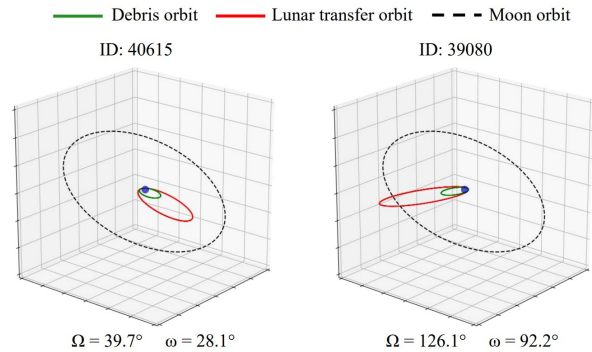 Debris orbit Lunar transfer orbit Moon orbit
ID: 40615 ID: 39080
Ω = 39.7° ω = 28.1° Ω = 126.1° ω = 92.2°